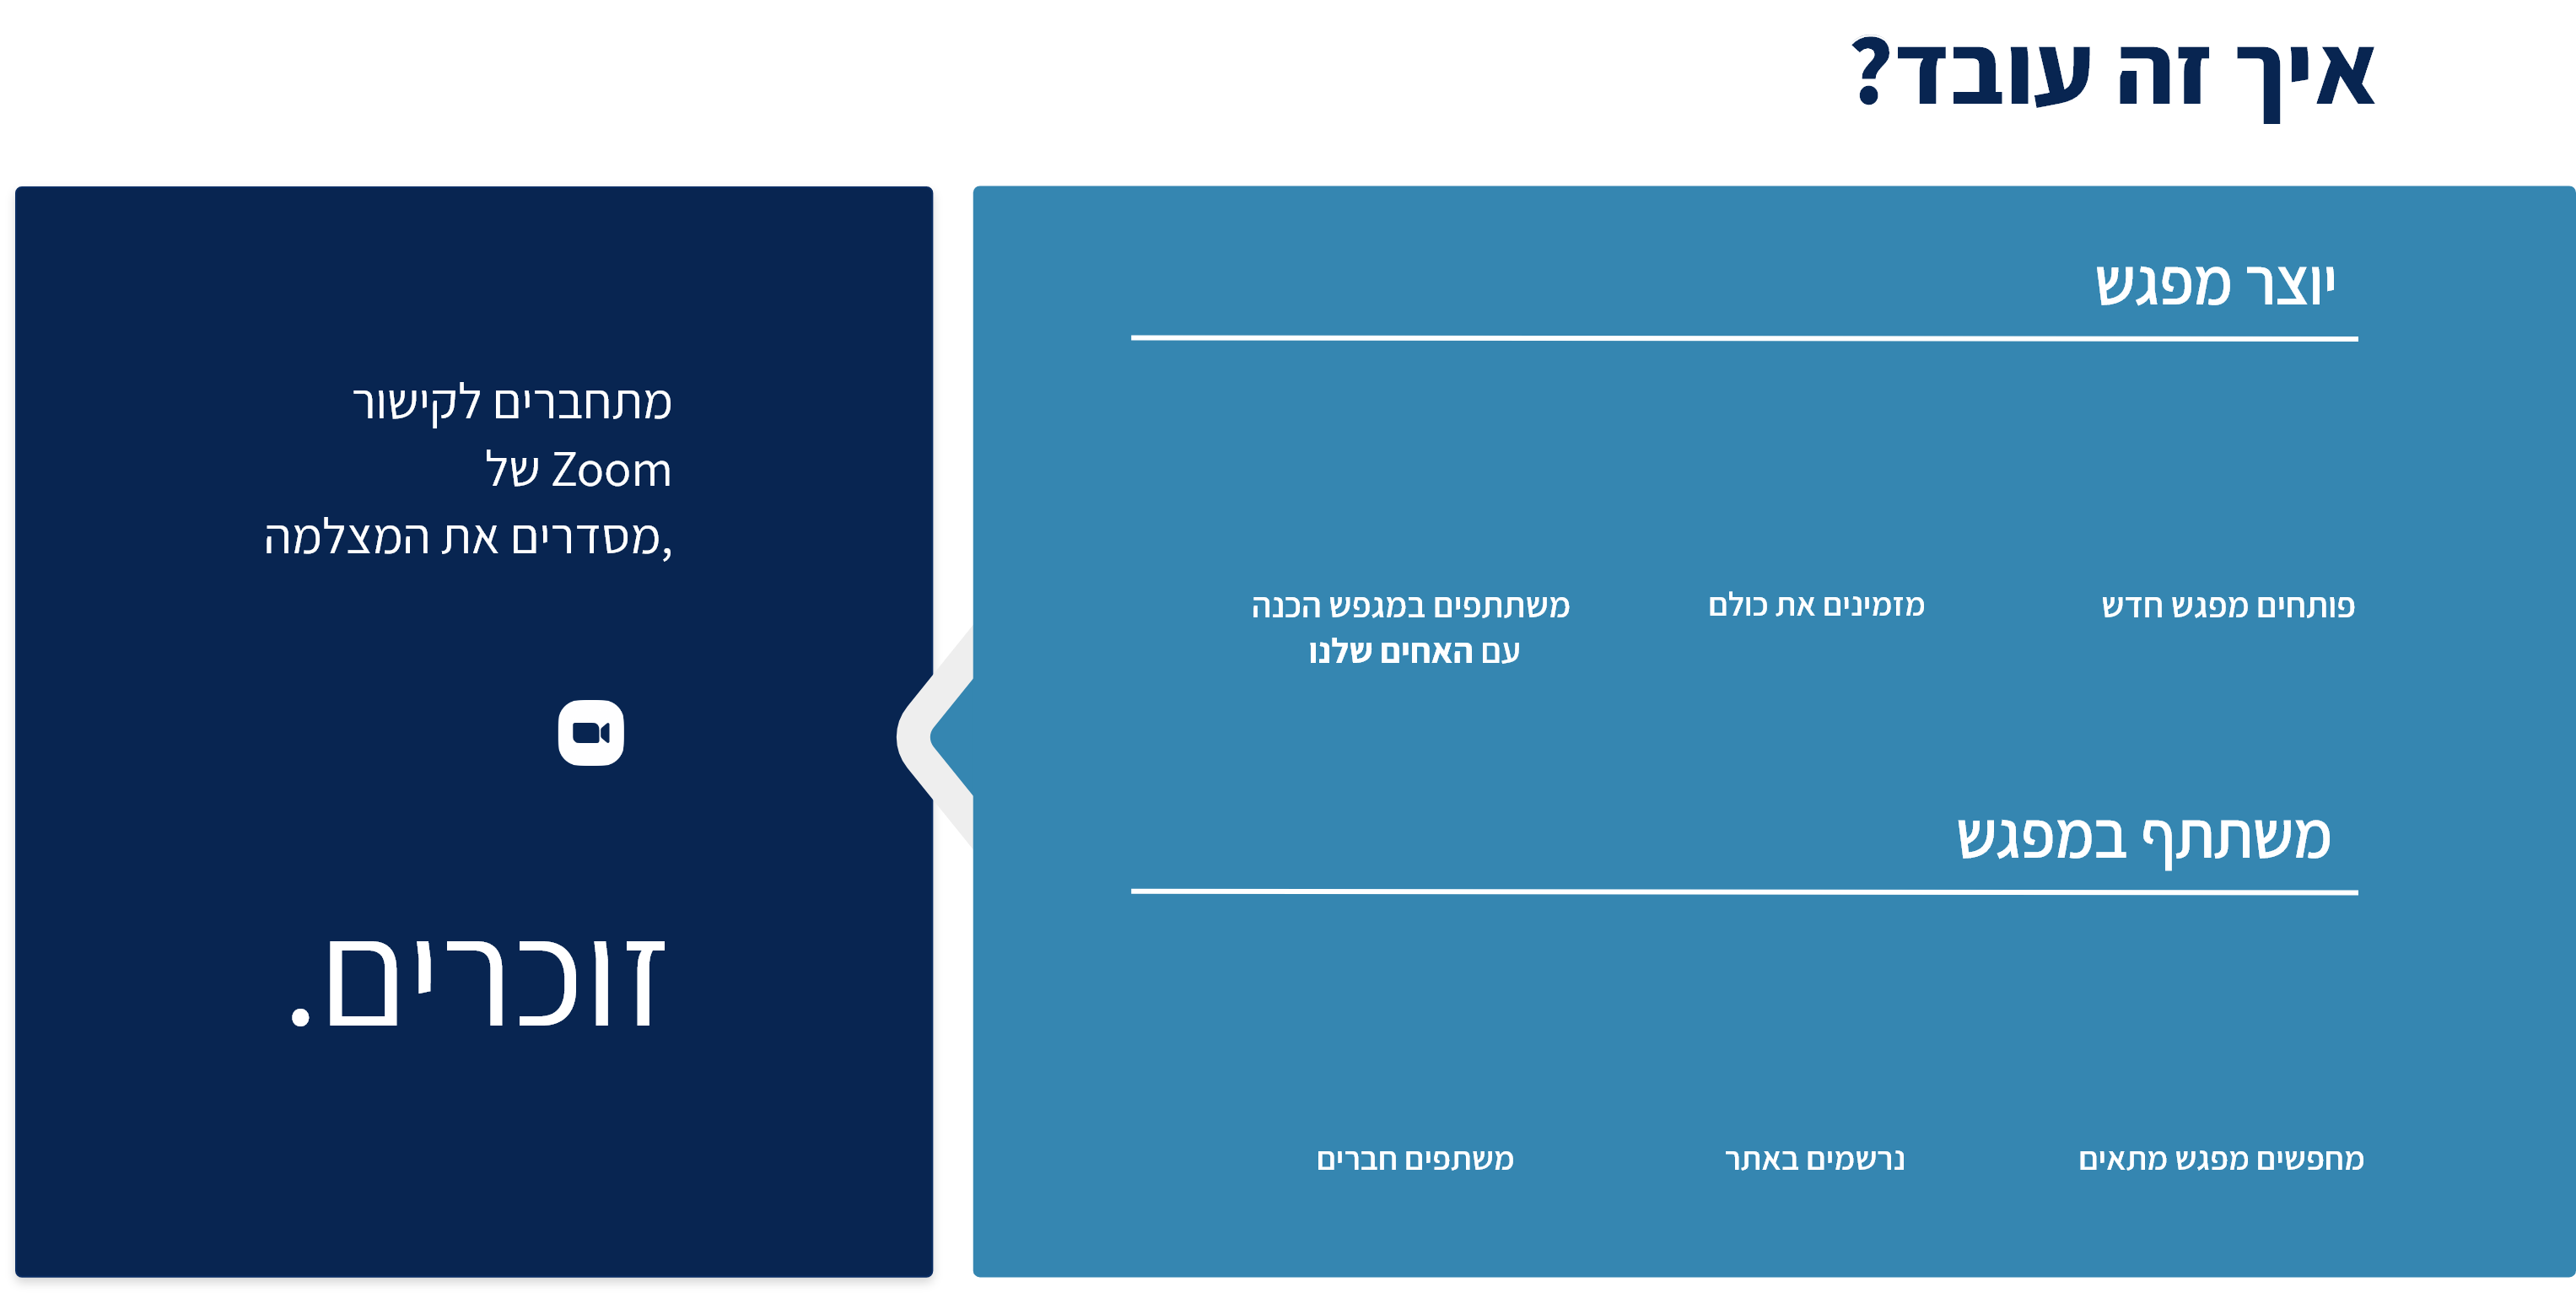 איך זה עובד?
יוצר מפגש
פותחים מפגש חדש
מזמינים את כולם
משתתפים במגפש הכנה
עם האחים שלנו
משתתף במפגש
מחפשים מפגש מתאים
נרשמים באתר
משתפים חברים
מתחברים לקישור
Zoom של
,מסדרים את המצלמה
זוכרים.